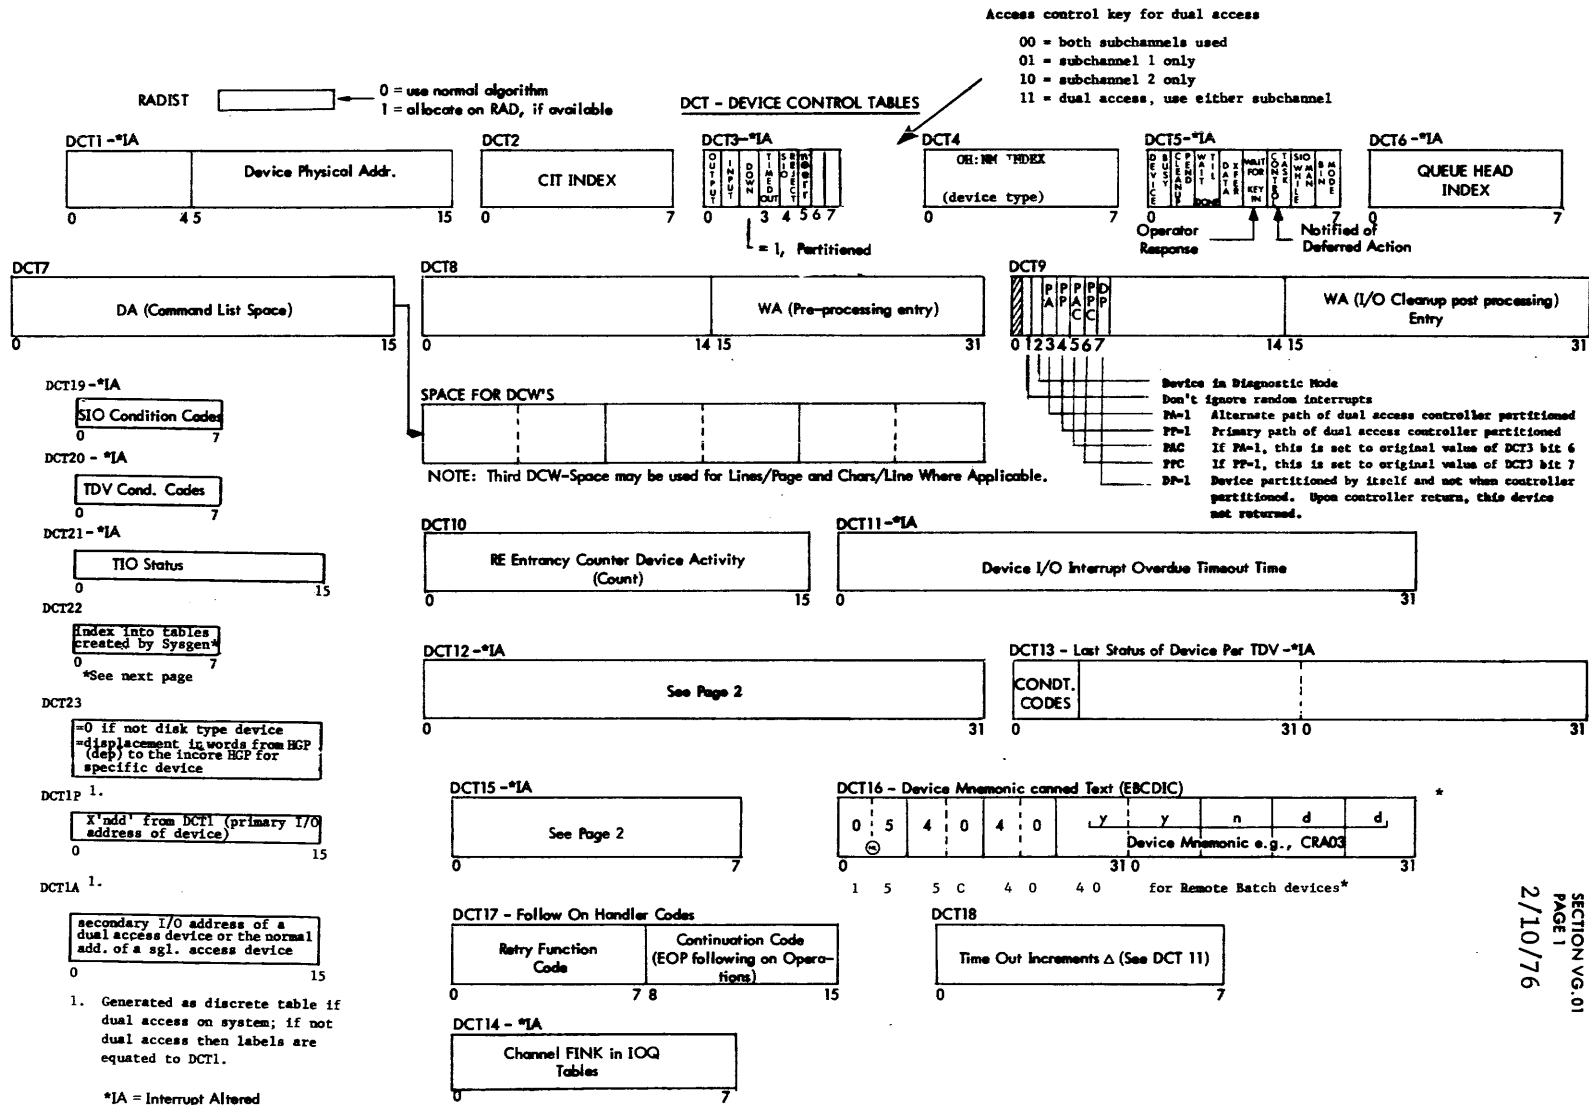 Access control key for dual access
00 = both subchannels used
01 = subchannel 1 only
10 = subchannel 2 only
11 = dual access, use either subchannel
RADIST
0 = use normal algorithm
1 = allocate on RAD, if available
DCT - DEVICE CONTROL TABLES
DCT1 -*IA
Device Physical Addr.
0 4 5 15
DCT2
CIT INDEX
0 7
DCT3-*IA
OUTPUT
INPUT
DOWN
TIMED OUT
SIO REJECT
0 3 4 5 6 7
= 1, Partitioned
DCT4
(device type)
0 7
DCT5-*IA
DEVICE BUSY
CLEANUP PEND
WAIT TIL DONE
DATA XFER
WAIT FOR KEY IN
TASK CONTROL
SIO WHILE MAN
BIN MODE
0 7
Operator Response
Notified of Deferred Action
DCT6-*IA
QUEUE HEAD
INDEX
0 7
DCT7
DA (Command List Space)
0 15
DCT8
WA (Pre-processing entry)
0 14 15 31
DCT9
PA
PP
PAC
PPC
DP
WA (I/O Cleanup post processing)
Entry
0 1 2 3 4 5 6 7 14 15 31
Device in Diagnostic Mode
Don't ignore random interrupts
PA=1 Alternate path of dual access controller partitioned
PP=1 Primary path of dual access controller partitioned
PAC If PA=1, this is set to original value of DCT3 bit 6
PPC If PP=1, this is set to original value of DCT3 bit 7
DP=1 Device partitioned by itself and not when controller
partitioned. Upon controller return, this device
not returned.
SPACE FOR DCW'S
NOTE: Third DCW-Space may be used for Lines/Page and Chars/Line Where Applicable.
DCT19-*IA
SIO Condition Codes
0 7
DCT20 - *IA
TDV Cond. Codes
0 7
DCT21-*IA
TIO Status
0 15
DCT22
Index into tables
created by Sysgen*
0 7
*See next page
DCT23
=0 if not disk type device
=displacement in words from HGP
(dep) to the incore HGP for
specific device
DCT1P 1.
X'ndd' from DCT1 (primary I/O
address of device)
15
DCT1A 1.
secondary I/O address of a
dual access device or the normal
add. of a sgl. access device
0 15
1. Generated as discrete table if
dual access on system; if not
dual access then labels are
equated to DCT1.
*IA = Interrupt Altered
DCT10
RE Entrancy Counter Device Activity
(Count)
0 15
DCT11-*IA
Device I/O Interrupt Overdue Timeout Time
0 31
DCT12-*IA
See Page 2
0 31
DCT13 - Last Status of Device Per TDV -*IA
CONDT.
CODES
0 31 0 31
DCT15 -*IA
See Page 2
7
DCT16 - Device Mnemonic canned Text (EBCDIC)
*
0 5 4 0 4 0 y y n d d
NL
Device Mnemonic e.g., CRA03
0 31 0 31
1 5 5 C 4 0 4 0 for Remote Batch devices*
DCT17 - Follow On Handler Codes
Retry Function
Code
Continuation Code
(EOP following on Opera-
tions)
0 7 8 15
DCT18
Time Out Increments Δ (See DCT 11)
0 7
DCT14 - *IA
Channel FINK in IOQ
Tables
0 7
SECTION VG.01
PAGE 1
2/10/76